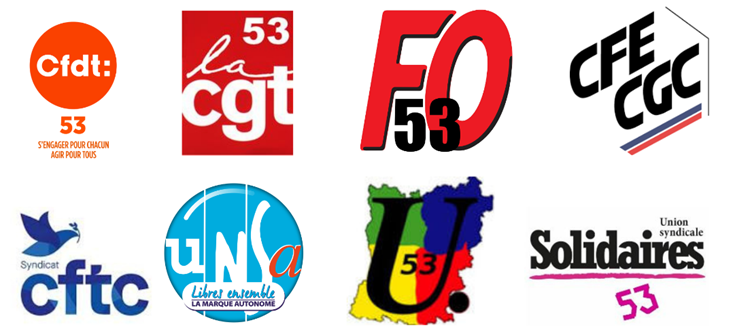 Cfdt:
53
S'ENGAGER POUR CHACUN
AGIR POUR TOUS
53
la
cgt
FO
53
CFE
CGC
Syndicat
cftc
UNSa
Libres ensemble
LA MARQUE AUTONOME
U.
53
Union
syndicale
Solidaires
53